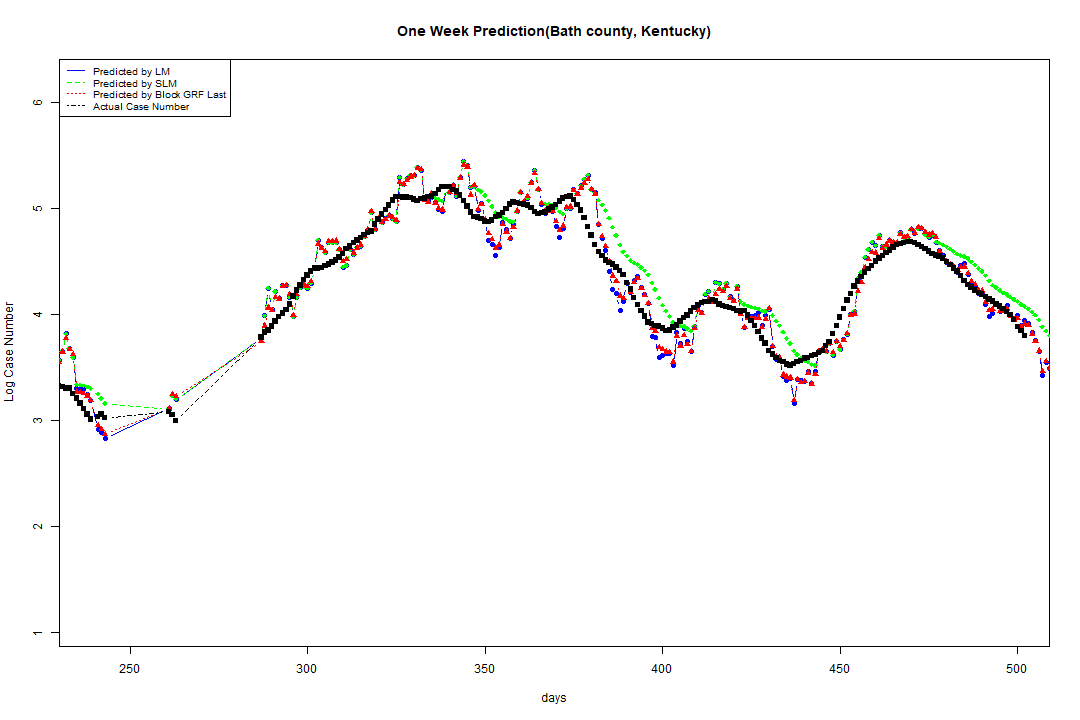 One Week Prediction(Bath county, Kentucky)
Predicted by LM
Predicted by SLM
Predicted by Block GRF Last
Actual Case Number
6
5
4
3
2
1
Log Case Number
250 300 350 400 450 500
days